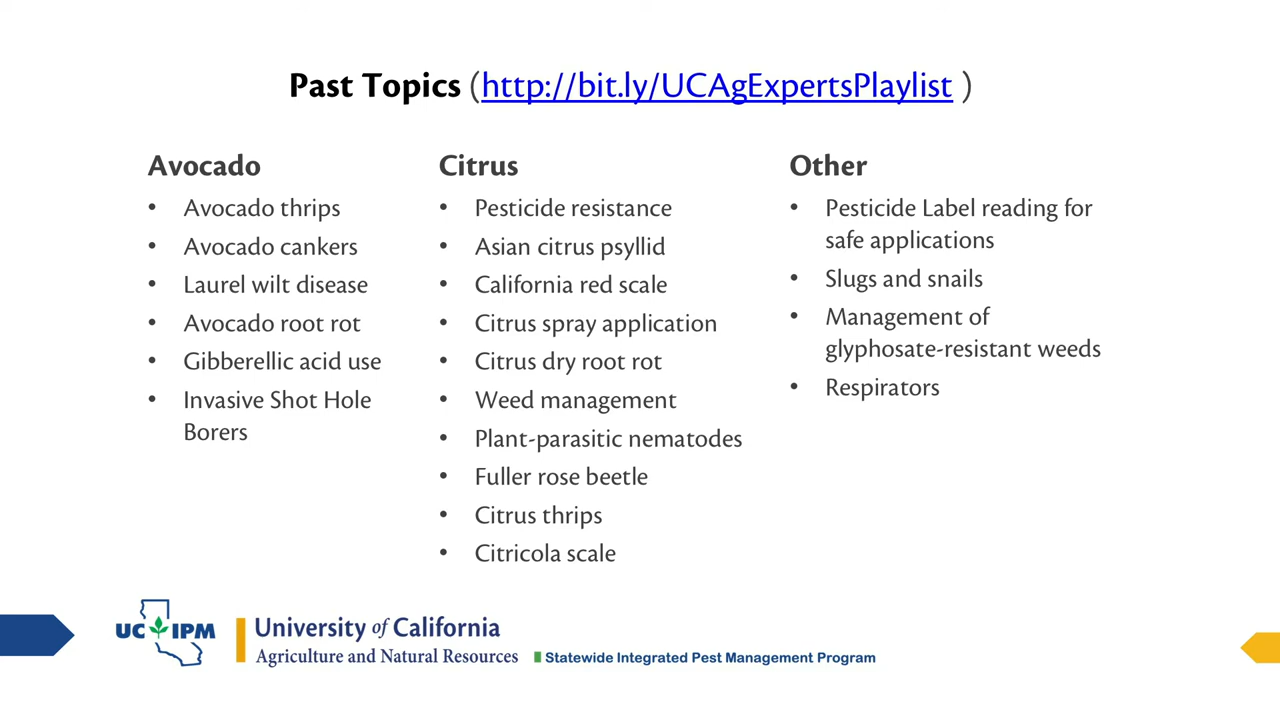 Past Topics (http://bit.ly/UCAgExpertsPlaylist )
Avocado
• Avocado thrips
• Avocado cankers
• Laurel wilt disease
• Avocado root rot
• Gibberellic acid use
• Invasive Shot Hole
Borers
Citrus
• Pesticide resistance
• Asian citrus psyllid
• California red scale
• Citrus spray application
• Citrus dry root rot
• Weed management
• Plant-parasitic nematodes
• Fuller rose beetle
• Citrus thrips
• Citricola scale
Other
• Pesticide Label reading for
safe applications
• Slugs and snails
• Management of
glyphosate-resistant weeds
• Respirators
UC IPM
University of California
Agriculture and Natural Resources
Statewide Integrated Pest Management Program